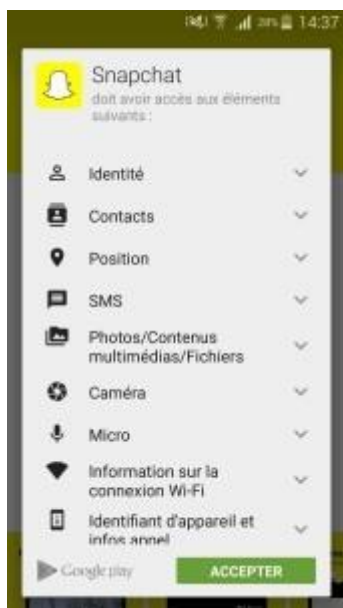 20% 14:37
Snapchat
doit avoir accès aux éléments
suivants :
Identité
Contacts
Position
SMS
Photos/Contenus
multimédias/Fichiers
Caméra
Micro
Information sur la
connexion Wi-Fi
Identifiant d'appareil et
infos appel
Google play
ACCEPTER